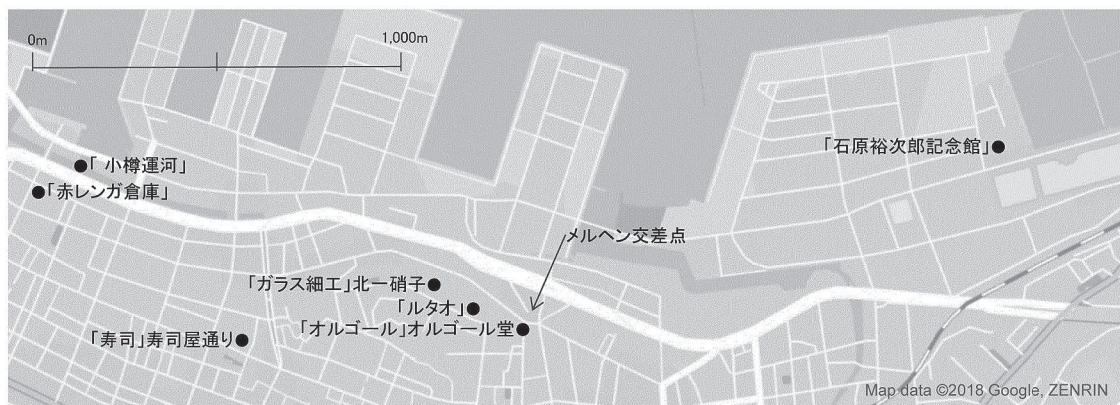 0m
1,000m
「石原裕次郎記念館」
「 小樽運河」
「赤レンガ倉庫」
メルヘン交差点
「ガラス細工」北一硝子
「ルタオ」
「オルゴール」オルゴール堂
「寿司」寿司屋通り
Map data ©2018 Google, ZENRIN